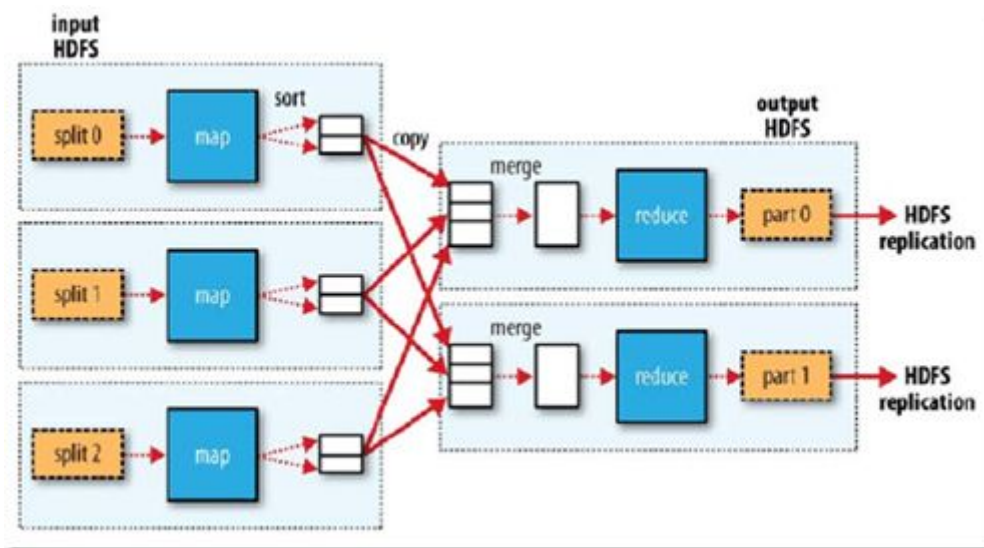 input
HDFS
sort
split 0
map
copy
output
HDFS
merge
reduce
part 0
HDFS
replication
split 1
map
merge
reduce
part 1
HDFS
replication
split 2
map